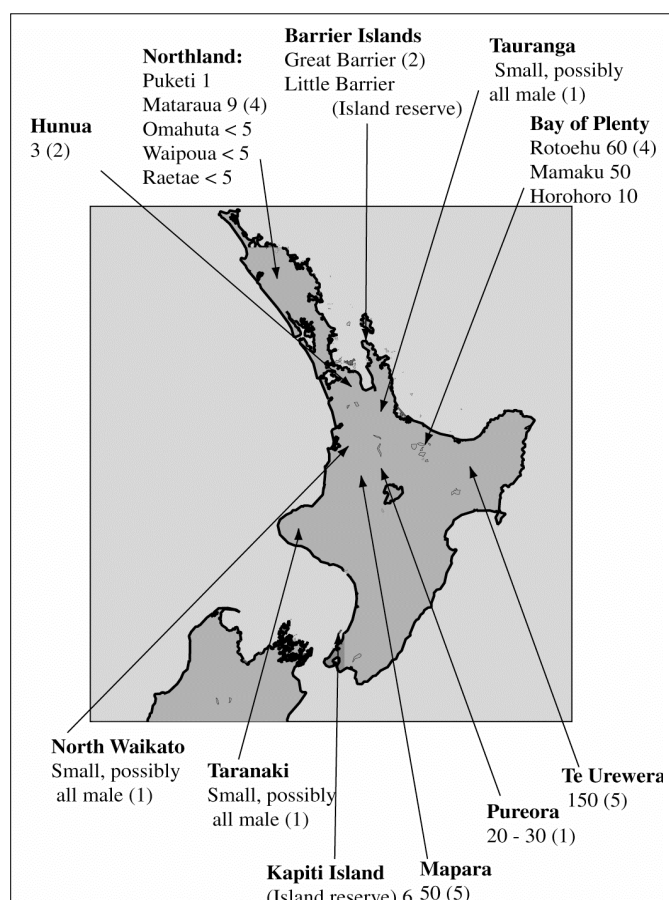 Barrier Islands
Great Barrier (2)
Little Barrier
(Island reserve)
Northland:
Puketi 1
Mataraua 9 (4)
Omahuta < 5
Waipoua < 5
Raetae < 5
Tauranga
Small, possibly
all male (1)
Hunua
3 (2)
Bay of Plenty
Rotoehu 60 (4)
Mamaku 50
Horohoro 10
North Waikato
Small, possibly
all male (1)
Taranaki
Small, possibly
all male (1)
Te Urewera
150 (5)
Pureora
20 - 30 (1)
Kapiti Island
(Island reserve) 6
Mapara
50 (5)